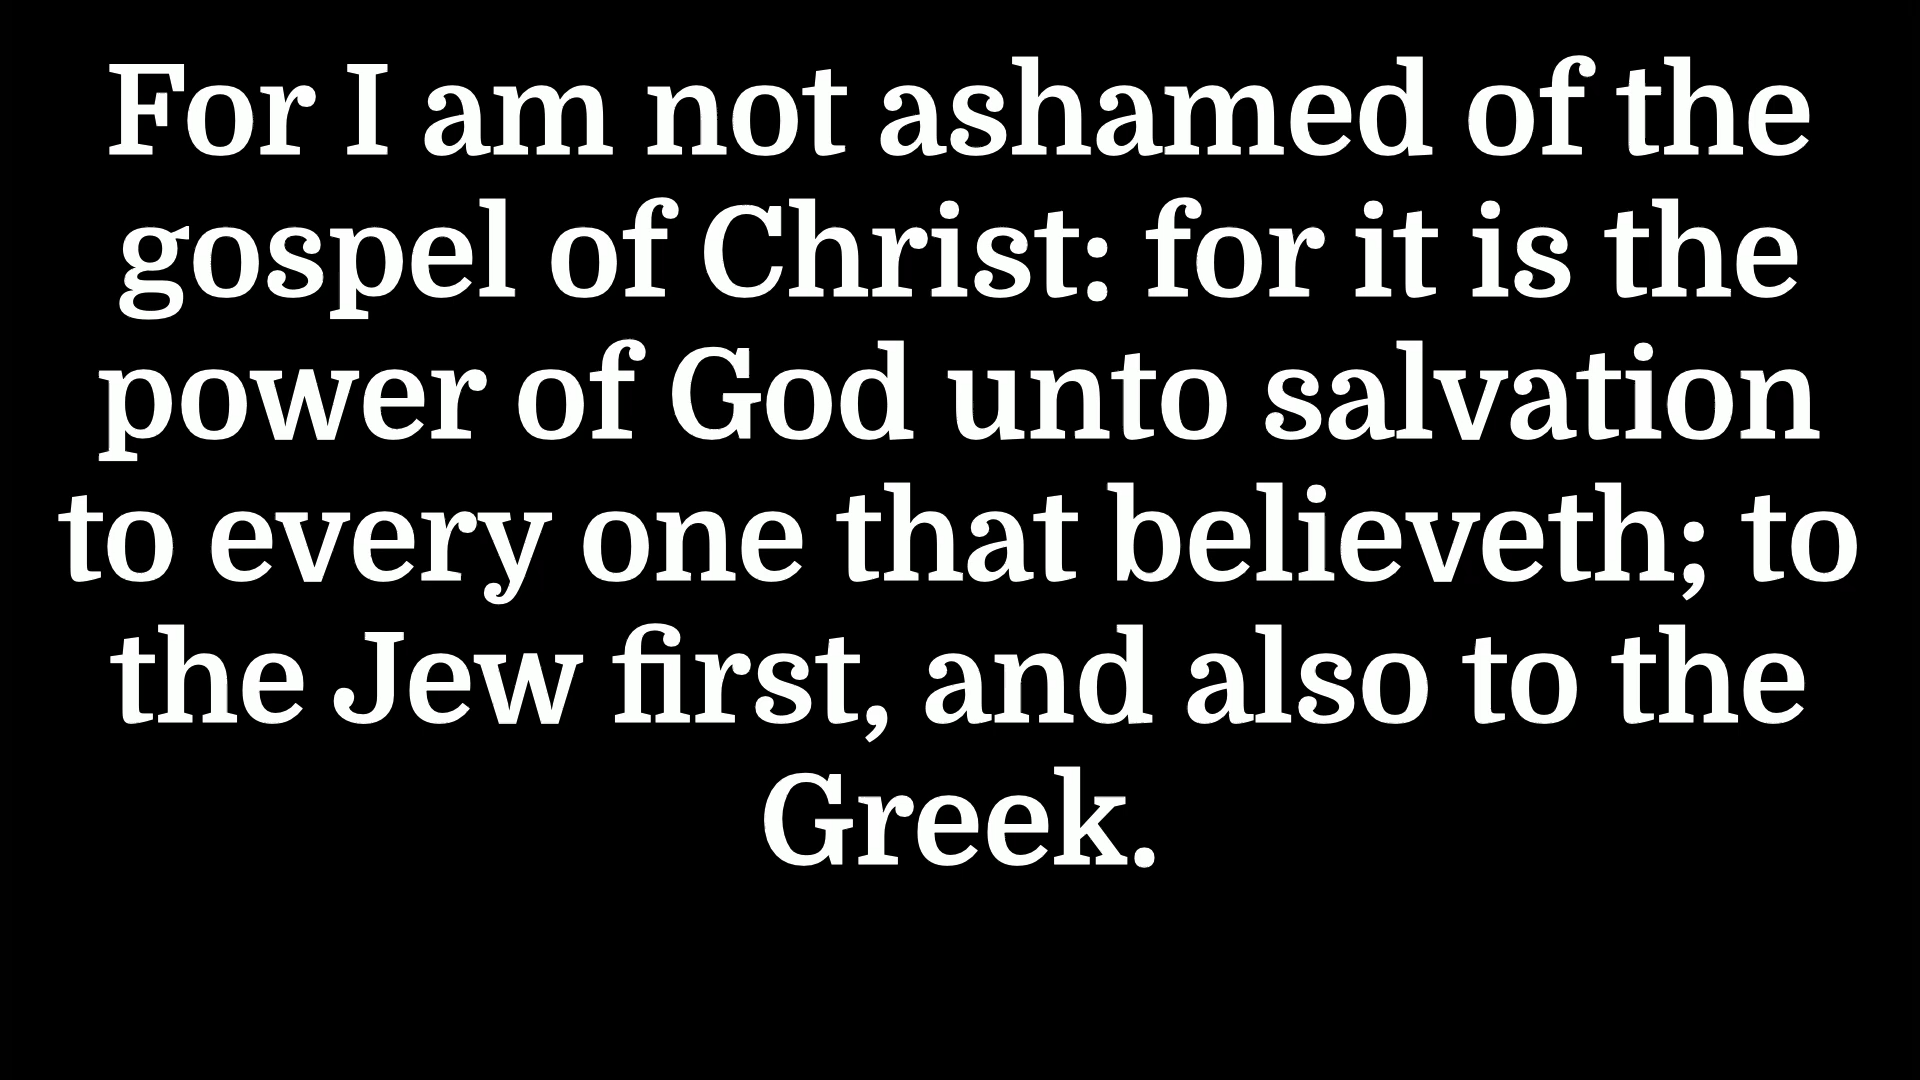 For I am not ashamed of the
gospel of Christ: for it is the
power of God unto salvation
to every one that believeth; to
the Jew first, and also to the
Greek.